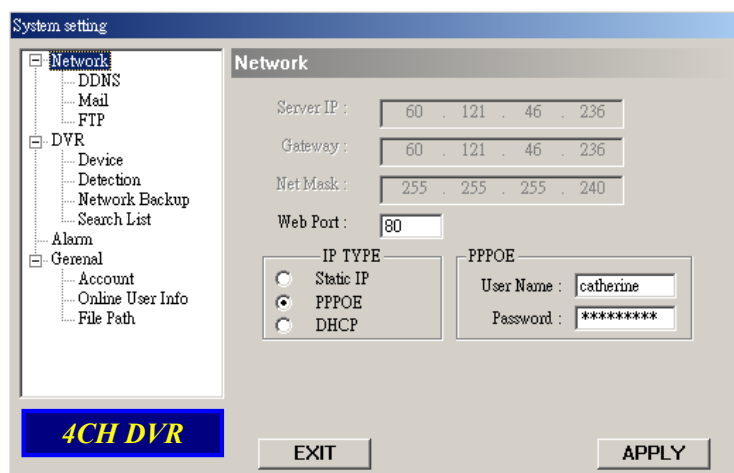 System setting
Network
DDNS
Mail
FTP
DVR
Device
Detection
Network Backup
Search List
Alarm
Gerenal
Account
Online User Info
File Path
4CH DVR
Network
Server IP : 60 . 121 . 46 . 236
Gateway : 60 . 121 . 46 . 236
Net Mask : 255 . 255 . 255 . 240
Web Port : 80
IP TYPE
Static IP
PPPOE
DHCP
PPPOE
User Name : catherine
Password : *********
EXIT
APPLY